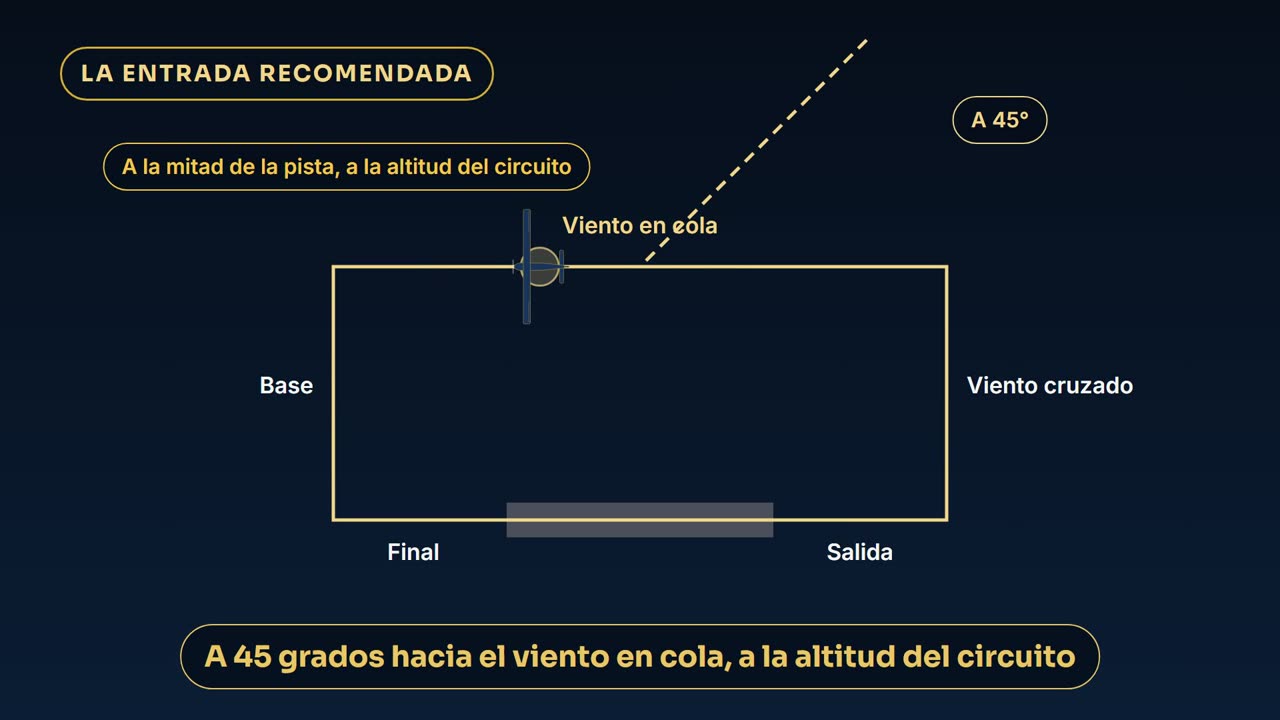 LA ENTRADA RECOMENDADA
A 45°
A la mitad de la pista, a la altitud del circuito
Viento en cola
Base
Viento cruzado
Final
Salida
A 45 grados hacia el viento en cola, a la altitud del circuito